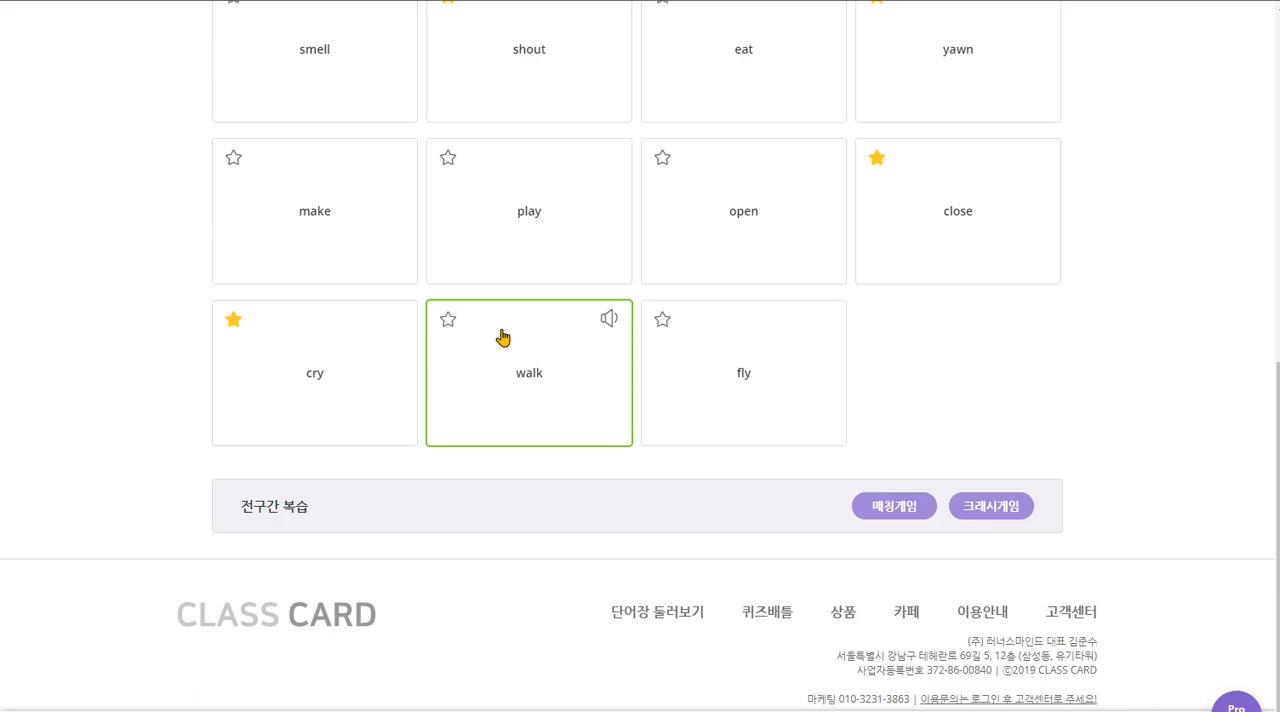 smell shout eat yawn
make play open close
cry walk fly
전구간 복습 매칭게임 크래시게임
CLASS CARD
단어장 둘러보기 퀴즈배틀 상품 카페 이용안내 고객센터
(주) 러너스마인드 대표 김준수
서울특별시 강남구 테헤란로 69길 5, 12층 (삼성동, 유기타워)
사업자등록번호 372-86-00840 | ⓒ2019 CLASS CARD
마케팅 010-3231-3863 | 이용문의는 로그인 후 고객센터로 주세요!
Pro